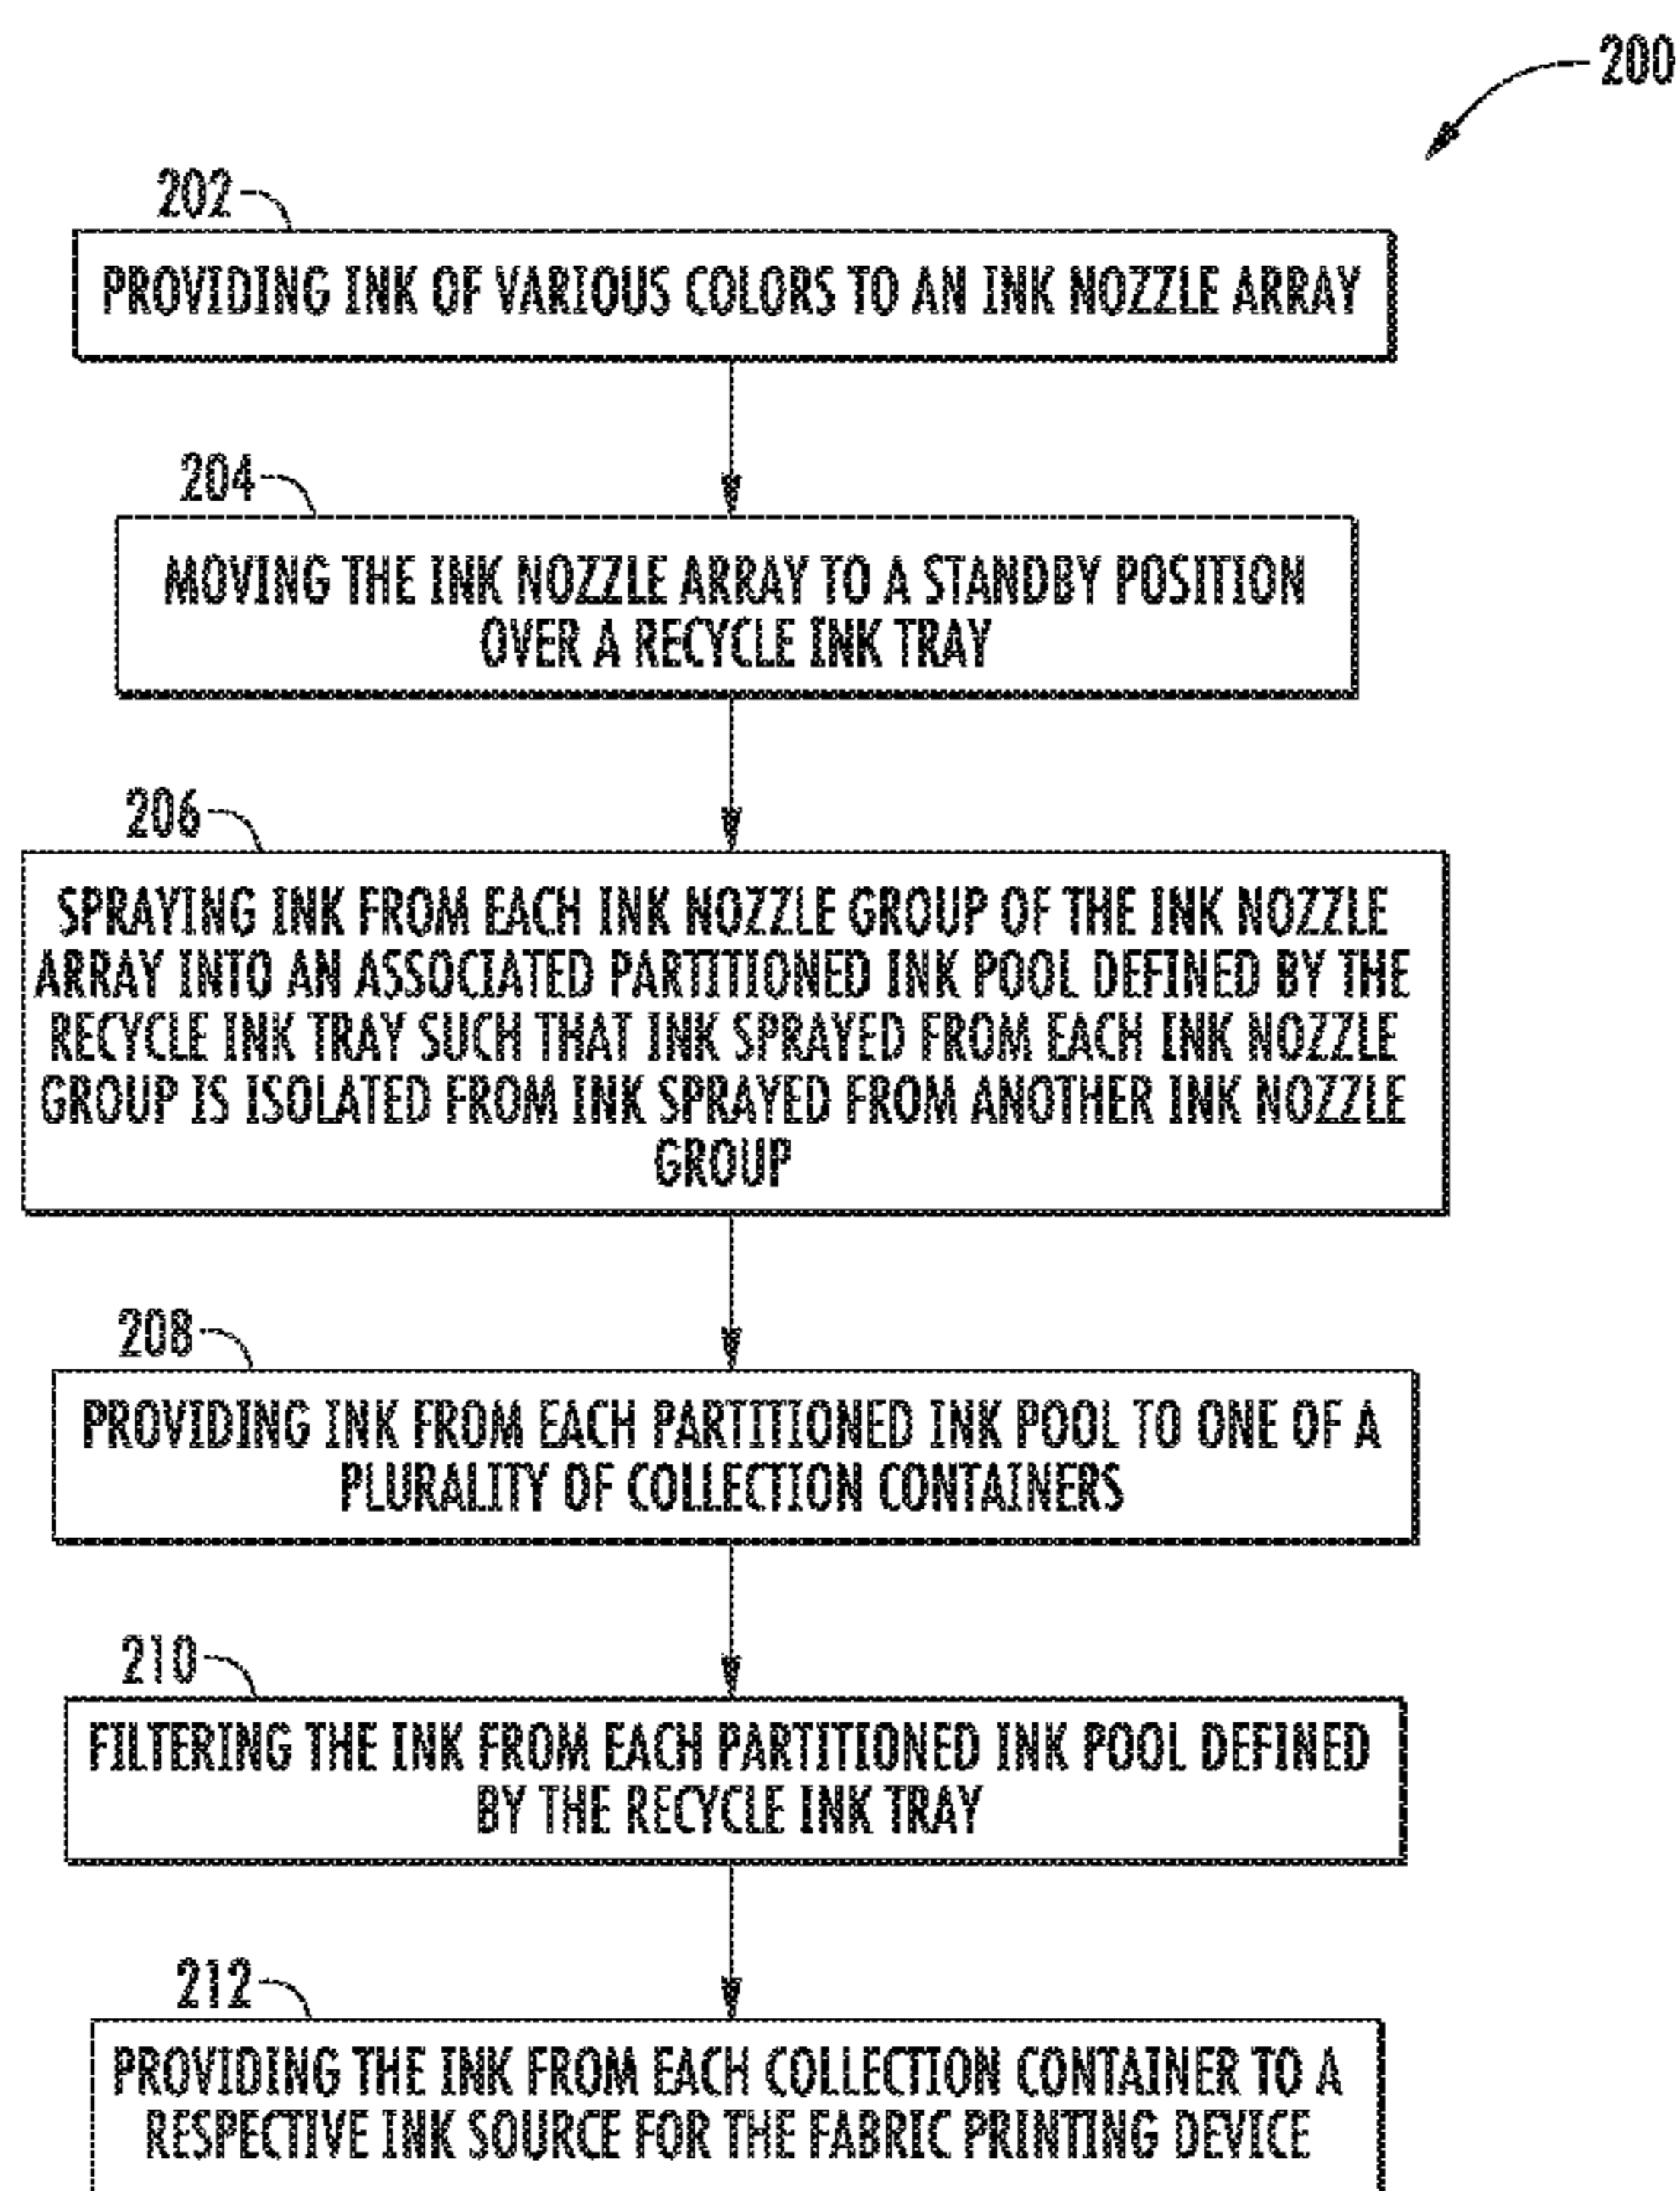 200
202
PROVIDING INK OF VARIOUS COLORS TO AN INK NOZZLE ARRAY
204
MOVING THE INK NOZZLE ARRAY TO A STANDBY POSITION
OVER A RECYCLE INK TRAY
206
SPRAYING INK FROM EACH INK NOZZLE GROUP OF THE INK NOZZLE
ARRAY INTO AN ASSOCIATED PARTITIONED INK POOL DEFINED BY THE
RECYCLE INK TRAY SUCH THAT INK SPRAYED FROM EACH INK NOZZLE
GROUP IS ISOLATED FROM INK SPRAYED FROM ANOTHER INK NOZZLE
GROUP
208
PROVIDING INK FROM EACH PARTITIONED INK POOL TO ONE OF A
PLURALITY OF COLLECTION CONTAINERS
210
FILTERING THE INK FROM EACH PARTITIONED INK POOL DEFINED
BY THE RECYCLE INK TRAY
212
PROVIDING THE INK FROM EACH COLLECTION CONTAINER TO A
RESPECTIVE INK SOURCE FOR THE FABRIC PRINTING DEVICE